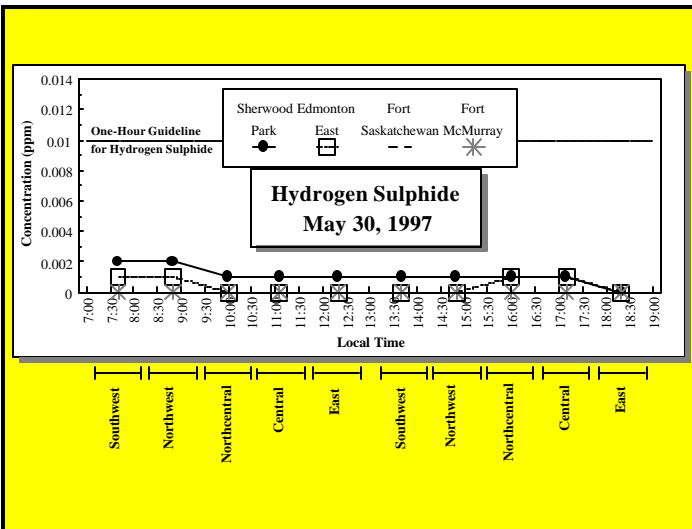 0.014
0.012
0.01
0.008
0.006
0.004
0.002
0
Concentration (ppm)
One-Hour Guideline
for Hydrogen Sulphide
Sherwood Edmonton Fort Fort
Park East Saskatchewan McMurray
Hydrogen Sulphide
May 30, 1997
7:00 7:30 8:00 8:30 9:00 9:30 10:00 10:30 11:00 11:30 12:00 12:30 13:00 13:30 14:00 14:30 15:00 15:30 16:00 16:30 17:00 17:30 18:00 18:30 19:00
Local Time
Southwest Northwest Northcentral Central East Southwest Northwest Northcentral Central East